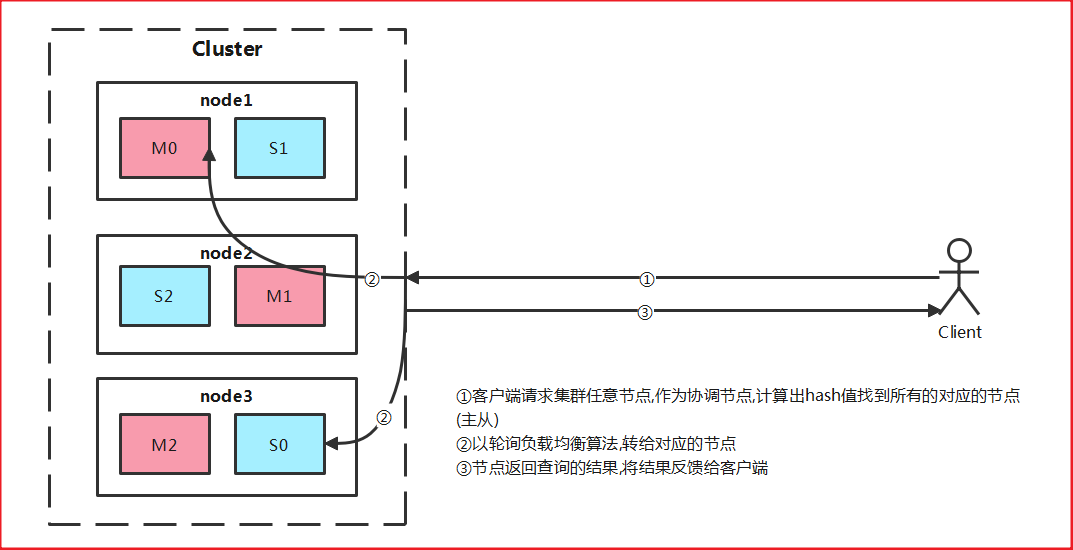 Cluster
node1
M0
S1
node2
S2
M1
②
①
③
Client
node3
M2
S0
②
①客户端请求集群任意节点,作为协调节点,计算出hash值找到所有的对应的节点
(主从)
②以轮询负载均衡算法,转给对应的节点
③节点返回查询的结果,将结果反馈给客户端